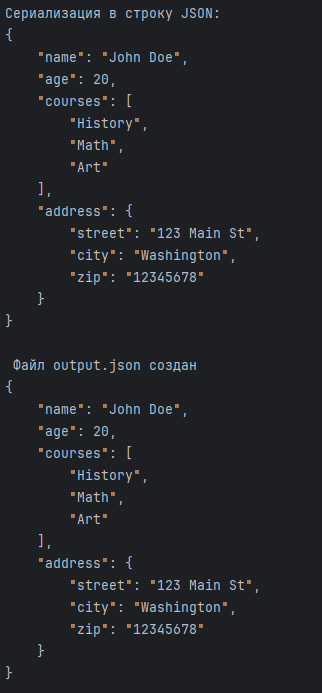 Сериализация в строку JSON:
{
    "name": "John Doe",
    "age": 20,
    "courses": [
        "History",
        "Math",
        "Art"
    ],
    "address": {
        "street": "123 Main St",
        "city": "Washington",
        "zip": "12345678"
    }
}

 Файл output.json создан
{
    "name": "John Doe",
    "age": 20,
    "courses": [
        "History",
        "Math",
        "Art"
    ],
    "address": {
        "street": "123 Main St",
        "city": "Washington",
        "zip": "12345678"
    }
}